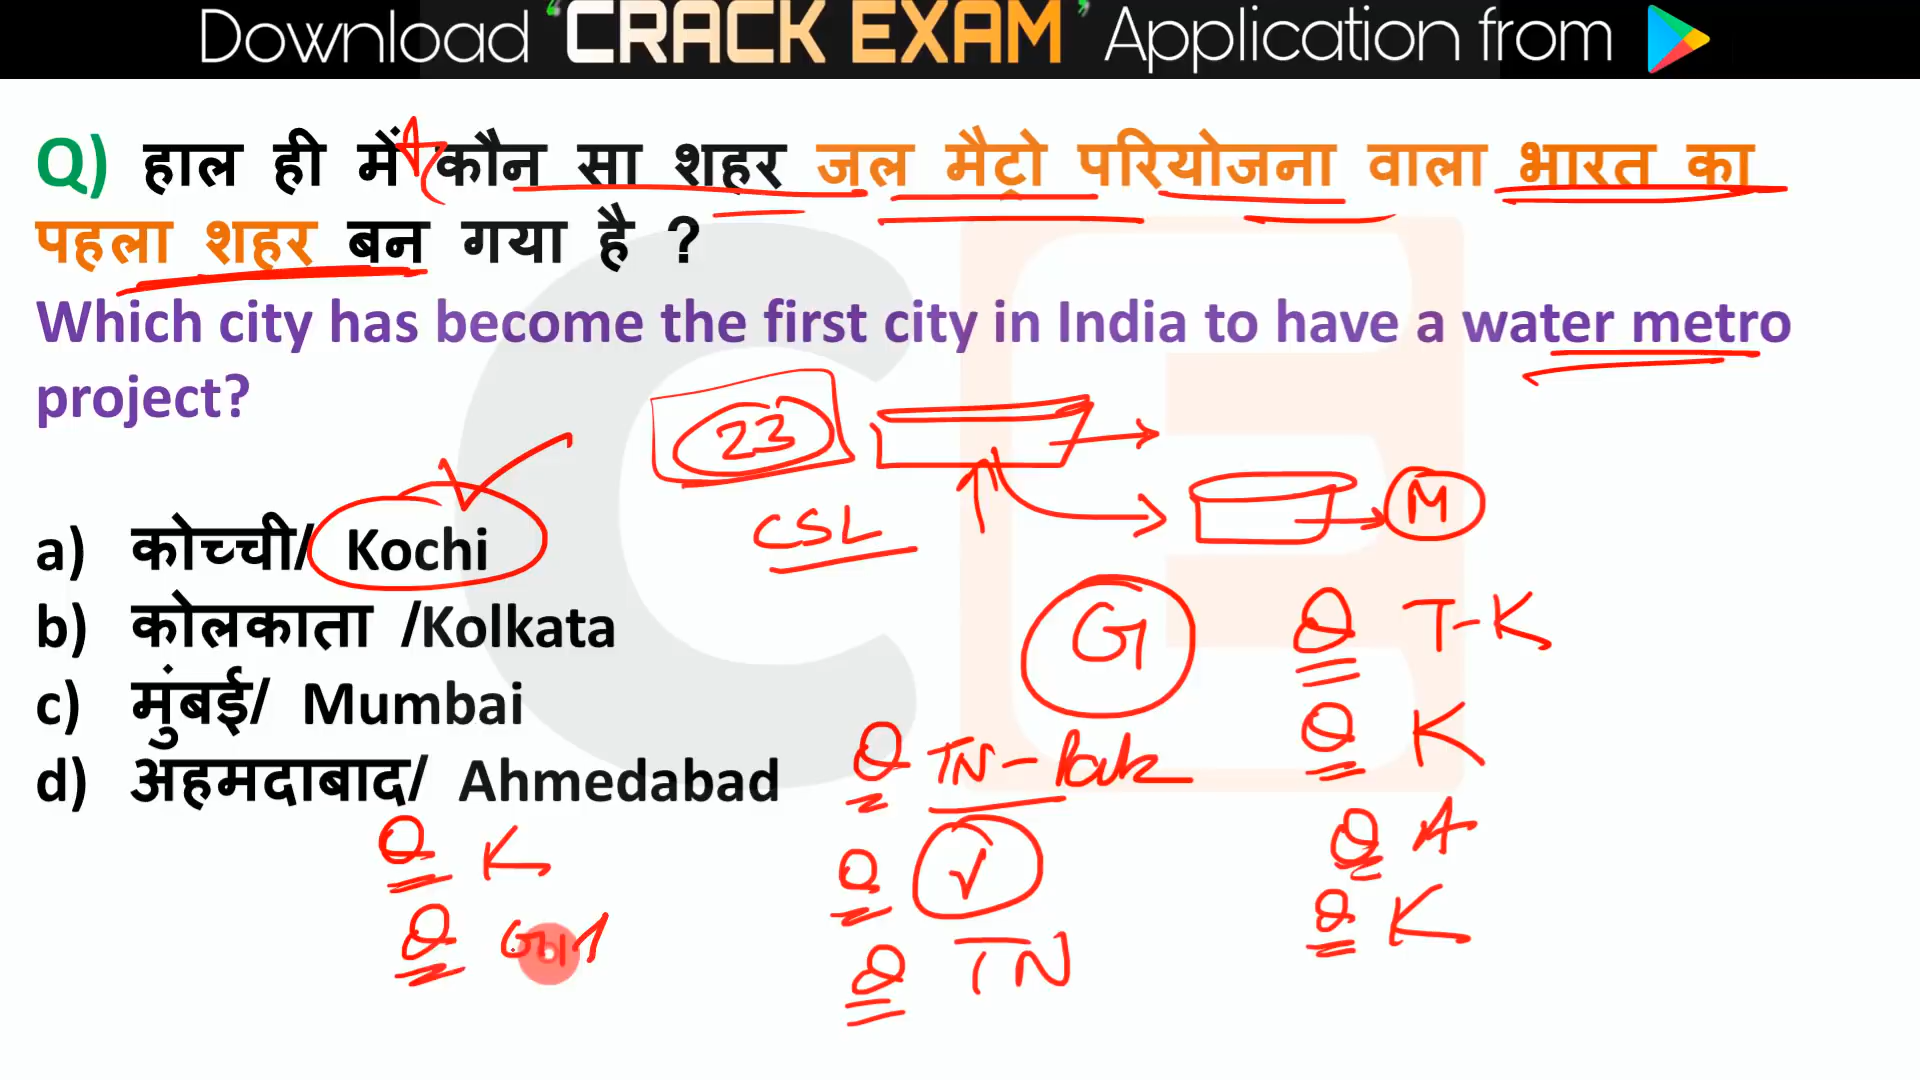 Download "CRACK EXAM" Application from
Q) हाल ही में कौन सा शहर जल मैट्रो परियोजना वाला भारत का
पहला शहर बन गया है ?
Which city has become the first city in India to have a water metro
project?
23
CSL
M
a) कोच्ची/ Kochi
b) कोलकाता /Kolkata
c) मुंबई/ Mumbai
d) अहमदाबाद/ Ahmedabad
G
Q T-K
Q K
Q TN-
Q A
Q K
Q
Q K
Q
Q TN